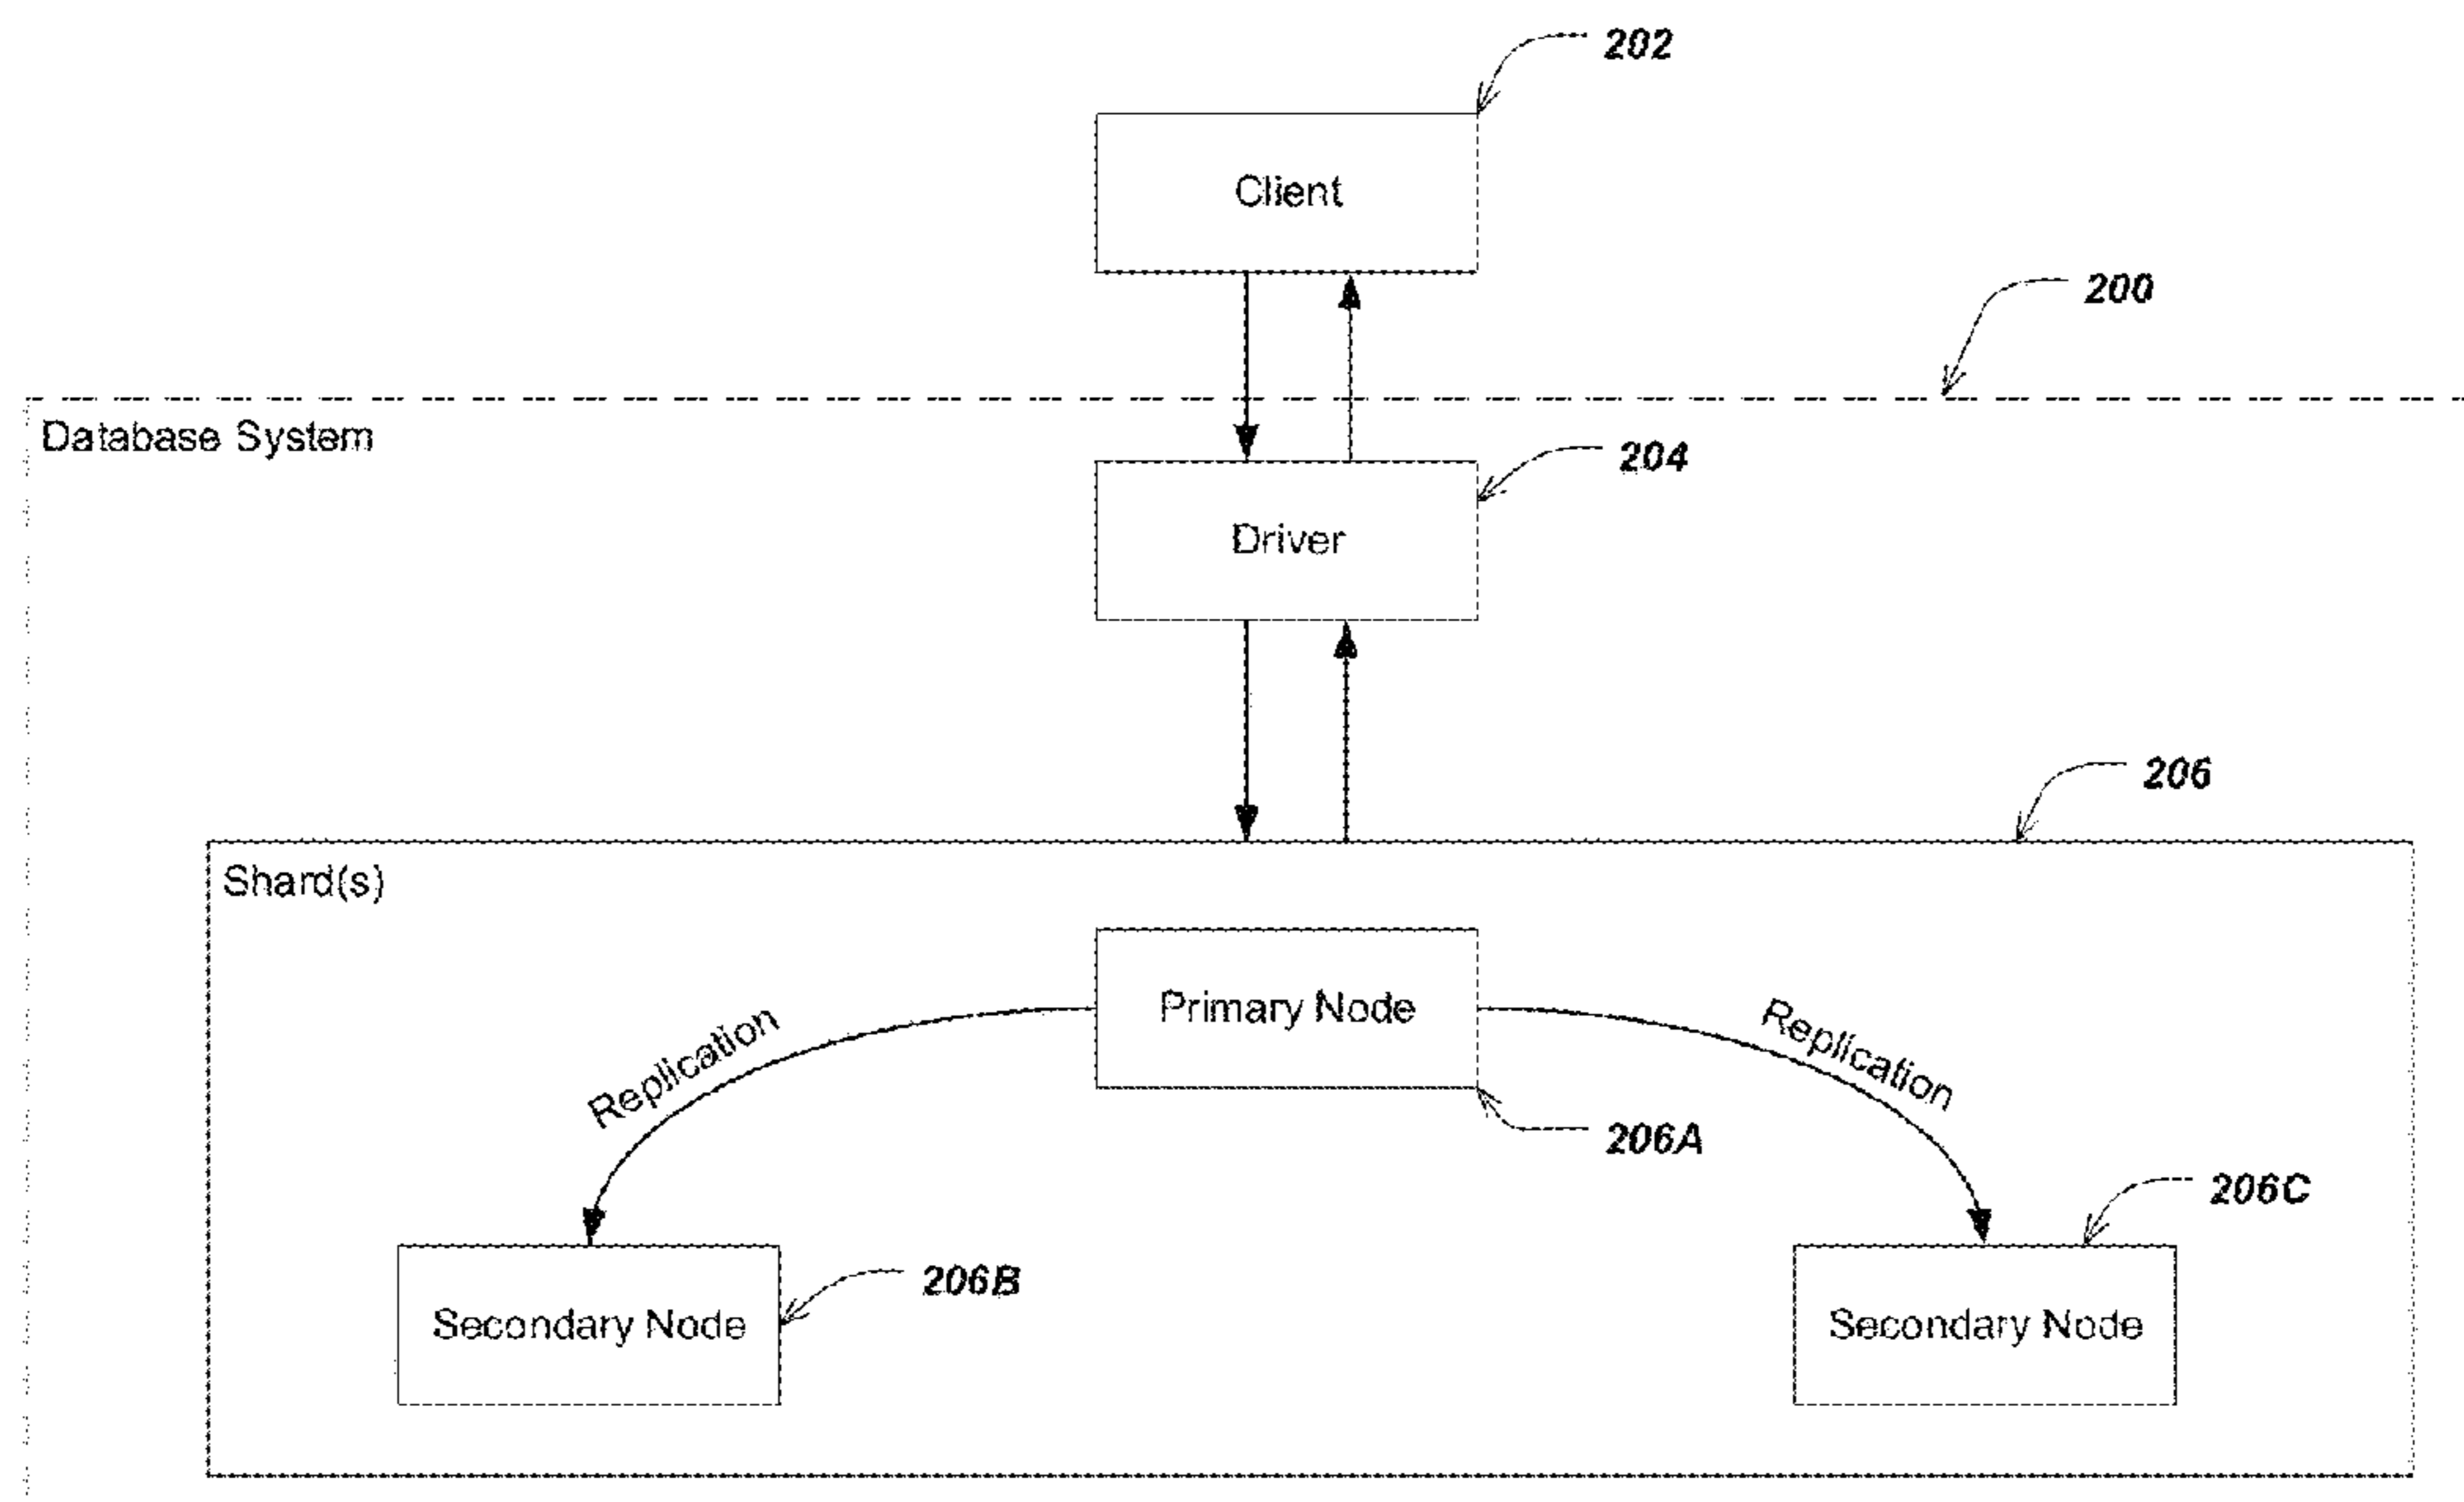 202
Client
200
Database System
204
Driver
206
Shard(s)
Primary Node
Replication
Replication
206A
206C
206B
Secondary Node
Secondary Node